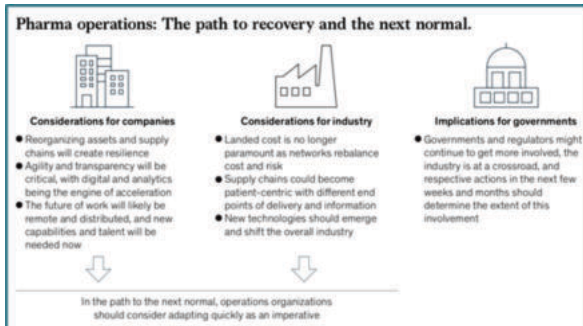 Pharma operations: The path to recovery and the next normal.
Considerations for companies
● Reorganizing assets and supply
chains will create resilience
● Agility and transparency will be
critical, with digital and analytics
being the engine of acceleration
● The future of work will likely be
remote and distributed, and new
capabilities and talent will be
needed now
Considerations for industry
● Landed cost is no longer
paramount as networks rebalance
cost and risk
● Supply chains could become
patient-centric with different end
points of delivery and information
● New technologies should emerge
and shift the overall industry
Implications for governments
● Governments and regulators might
continue to get more involved, the
industry is at a crossroad, and
respective actions in the next few
weeks and months should
determine the extent of this
involvement
In the path to the next normal, operations organizations
should consider adapting quickly as an imperative